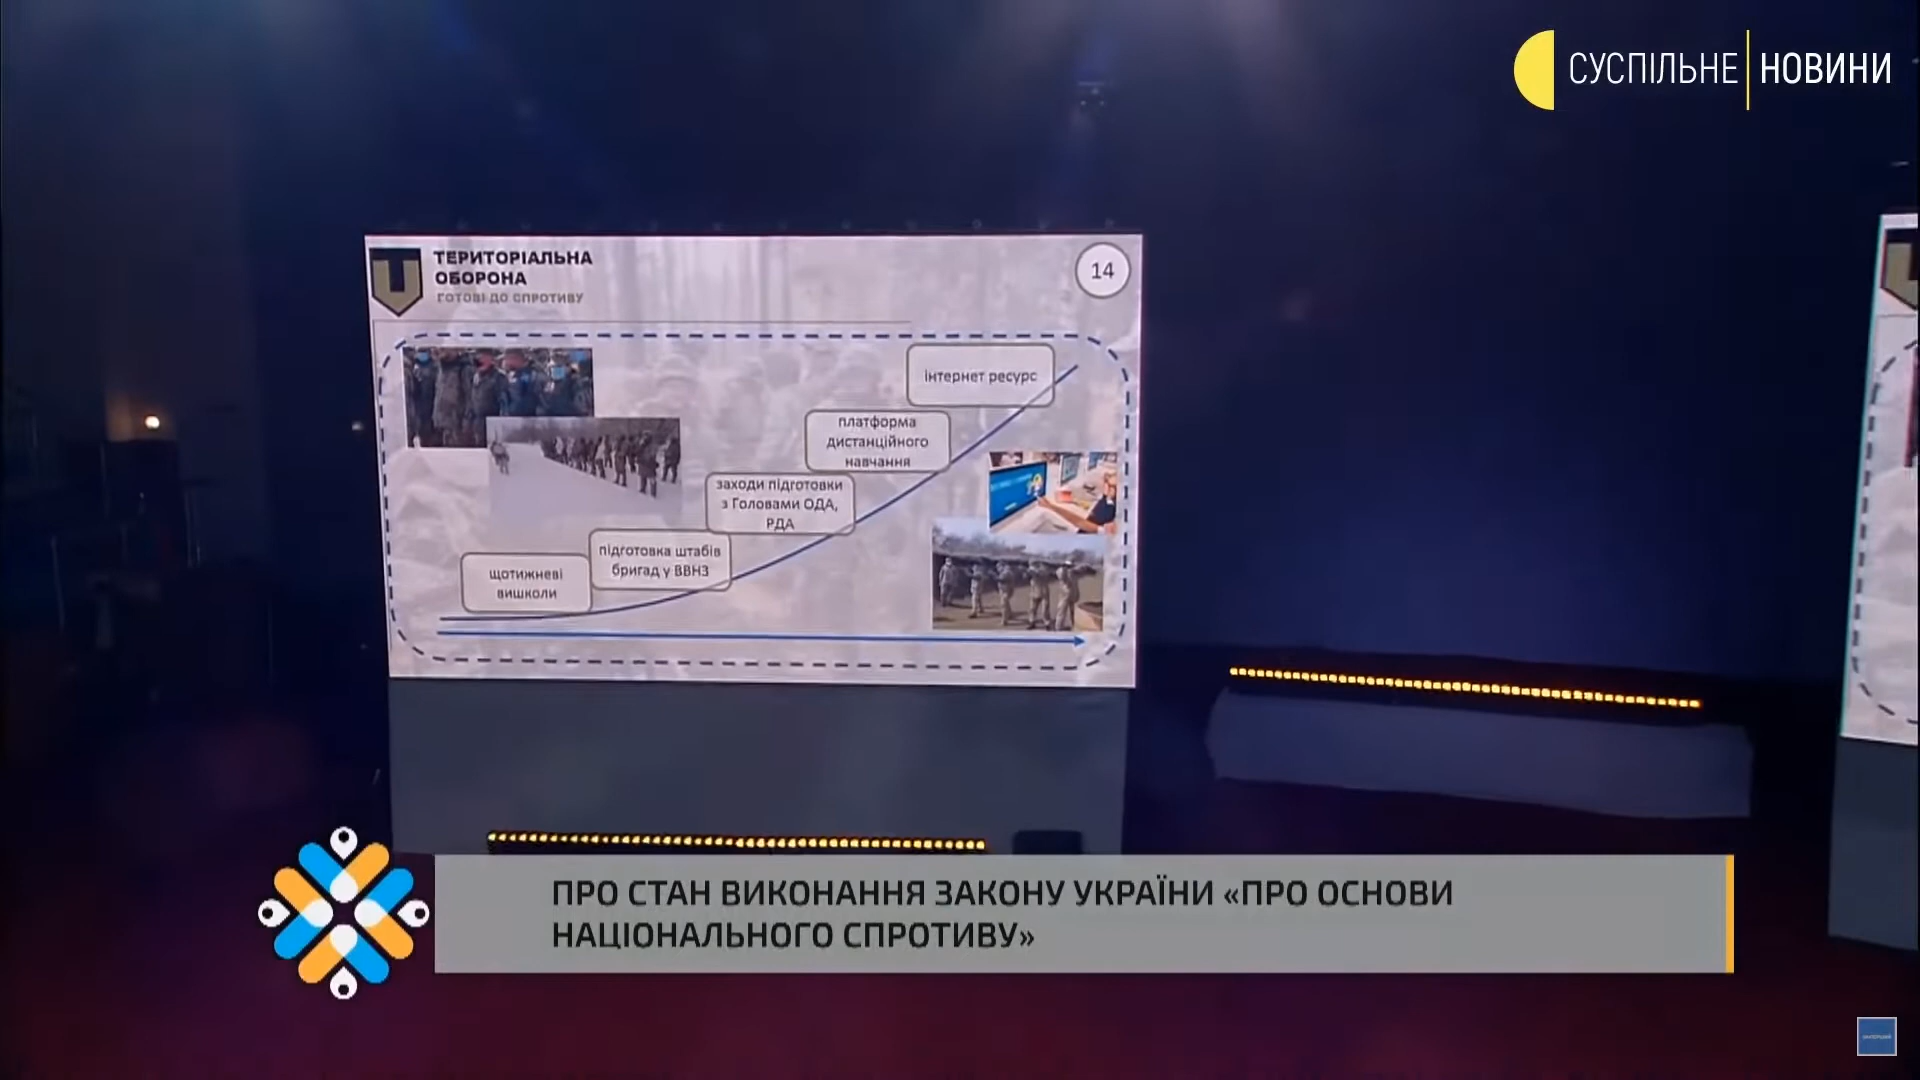 СУСПІЛЬНЕ НОВИНИ
ТЕРИТОРІАЛЬНА
ОБОРОНА
ГОТОВІ ДО СПРОТИВУ
14
інтернет ресурс
платформа
дистанційного
навчання
заходи підготовки
з Головами ОДА,
РДА
підготовка штабів
бригад у ВВНЗ
щотижневі
вишколи
ПРО СТАН ВИКОНАННЯ ЗАКОНУ УКРАЇНИ «ПРО ОСНОВИ
НАЦІОНАЛЬНОГО СПРОТИВУ»